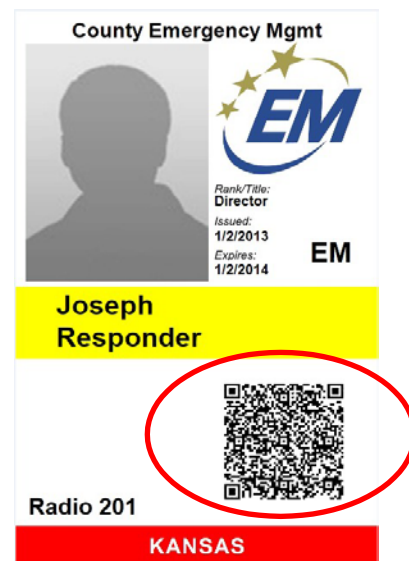 County Emergency Mgmt
EM
Rank/Title:
Director
Issued:
1/2/2013
Expires:
1/2/2014
EM
Joseph
Responder
Radio 201
KANSAS